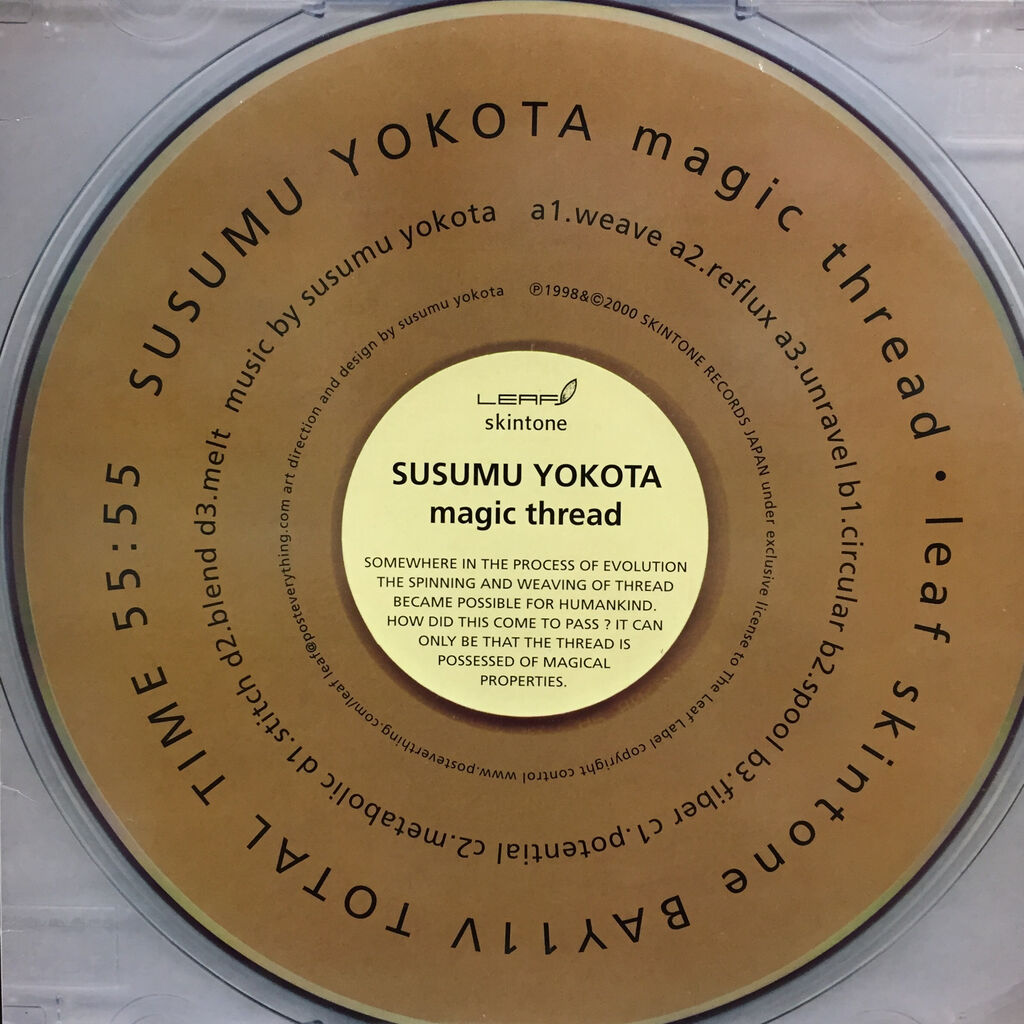 SUSUMU YOKOTA magic thread · leaf skintone BAY11V TOTAL TIME 55:55
a1.weave a2.reflux a3.unravel b1.circular b2.spool b3.fiber c1.potential c2.metabolic d1.stitch d2.blend d3.melt music by susumu yokota
℗1998&©2000 SKINTONE RECORDS JAPAN under exclusive license to The Leaf Label copyright control www.posteverthing.com/leaf leaf@posteverything.com art direction and design by susumu yokota
LEAF
skintone
SUSUMU YOKOTA
magic thread
SOMEWHERE IN THE PROCESS OF EVOLUTION
THE SPINNING AND WEAVING OF THREAD
BECAME POSSIBLE FOR HUMANKIND.
HOW DID THIS COME TO PASS ? IT CAN
ONLY BE THAT THE THREAD IS
POSSESSED OF MAGICAL
PROPERTIES.